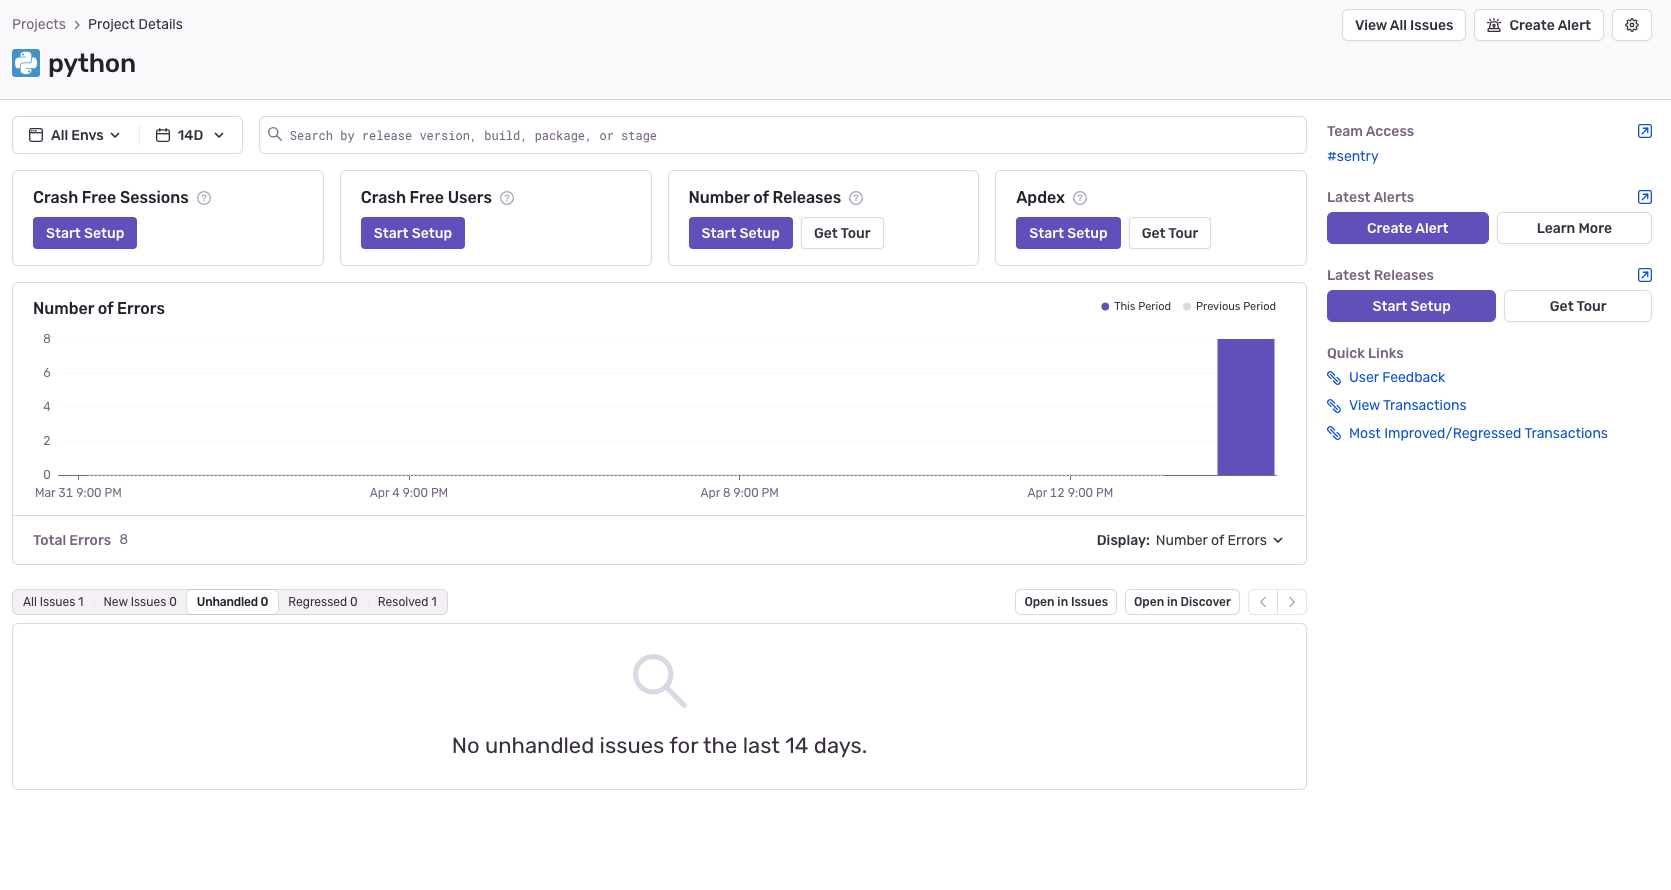 Projects > Project Details
View All Issues
Create Alert
python
All Envs
14D
Search by release version, build, package, or stage
Crash Free Sessions ?
Start Setup
Crash Free Users ?
Start Setup
Number of Releases ?
Start Setup
Get Tour
Apdex ?
Start Setup
Get Tour
Number of Errors
This Period
Previous Period
8
6
4
2
0
Mar 31 9:00 PM
Apr 4 9:00 PM
Apr 8 9:00 PM
Apr 12 9:00 PM
Total Errors 8
Display: Number of Errors
All Issues 1
New Issues 0
Unhandled 0
Regressed 0
Resolved 1
Open in Issues
Open in Discover
No unhandled issues for the last 14 days.
Team Access
#sentry
Latest Alerts
Create Alert
Learn More
Latest Releases
Start Setup
Get Tour
Quick Links
User Feedback
View Transactions
Most Improved/Regressed Transactions